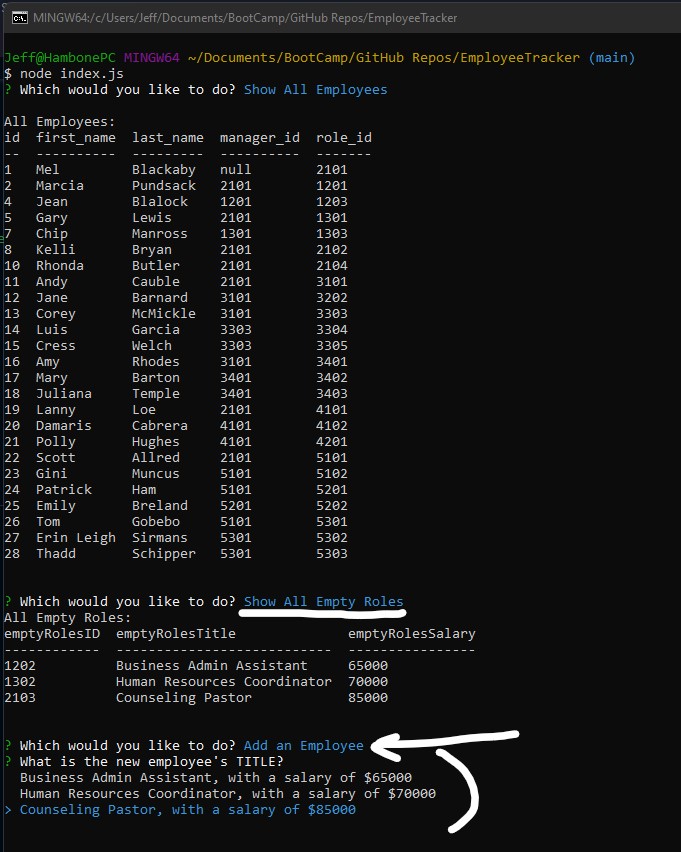 MINGW64:/c/Users/Jeff/Documents/BootCamp/GitHub Repos/EmployeeTracker
Jeff@HambonePC MINGW64 ~/Documents/BootCamp/GitHub Repos/EmployeeTracker (main)
$ node index.js
? Which would you like to do? Show All Employees
All Employees:
id  first_name  last_name  manager_id  role_id
--  ----------  ---------  ----------  -------
1   Mel         Blackaby   null        2101
2   Marcia      Pundsack   2101        1201
4   Jean        Blalock    1201        1203
5   Gary        Lewis      2101        1301
7   Chip        Manross    1301        1303
8   Kelli       Bryan      2101        2102
10  Rhonda      Butler     2101        2104
11  Andy        Cauble     2101        3101
12  Jane        Barnard    3101        3202
13  Corey       McMickle   3101        3303
14  Luis        Garcia     3303        3304
15  Cress       Welch      3303        3305
16  Amy         Rhodes     3101        3401
17  Mary        Barton     3401        3402
18  Juliana     Temple     3401        3403
19  Lanny       Loe        2101        4101
20  Damaris     Cabrera    4101        4102
21  Polly       Hughes     4101        4201
22  Scott       Allred     2101        5101
23  Gini        Muncus     5101        5102
24  Patrick     Ham        5101        5201
25  Emily       Breland    5201        5202
26  Tom         Gobebo     5101        5301
27  Erin Leigh  Sirmans    5301        5302
28  Thadd       Schipper   5301        5303
? Which would you like to do? Show All Empty Roles
All Empty Roles:
emptyRolesID  emptyRolesTitle              emptyRolesSalary
------------  ---------------------------  ----------------
1202          Business Admin Assistant     65000
1302          Human Resources Coordinator  70000
2103          Counseling Pastor            85000
? Which would you like to do? Add an Employee
? What is the new employee's TITLE?
Business Admin Assistant, with a salary of $65000
Human Resources Coordinator, with a salary of $70000
> Counseling Pastor, with a salary of $85000